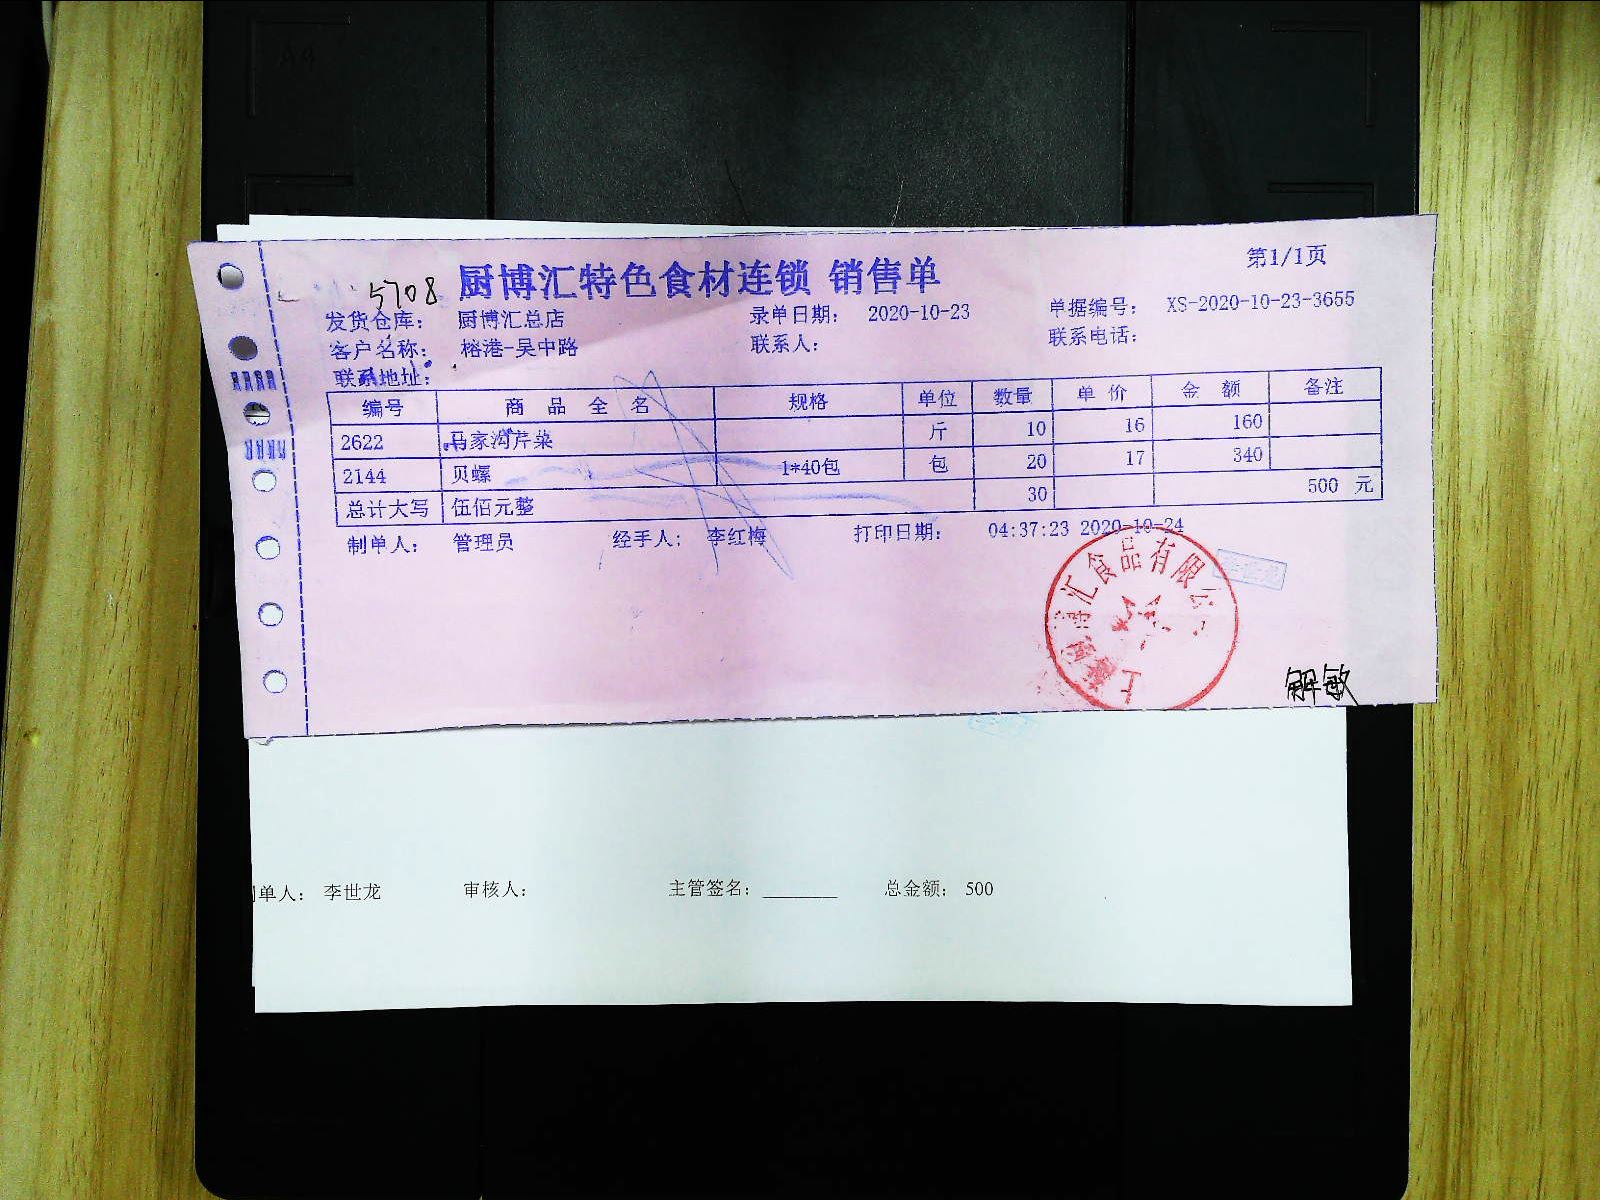 第1/1页
5708 厨博汇特色食材连锁 销售单
发货仓库： 厨博汇总店 录单日期： 2020-10-23 单据编号： XS-2020-10-23-3655
客户名称： 榕港-吴中路 联系人： 联系电话：
联系地址：
编号 商品全名 规格 单位 数量 单价 金额 备注
2622 马家沟芹菜 斤 10 16 160
2144 贝螺 1*40包 包 20 17 340
总计大写 伍佰元整 30 500 元
制单人： 管理员 经手人： 李红梅 打印日期： 04:37:23 2020-10-24
博汇食品有限公
上
解敏
单人： 李世龙 审核人： 主管签名： 总金额： 500